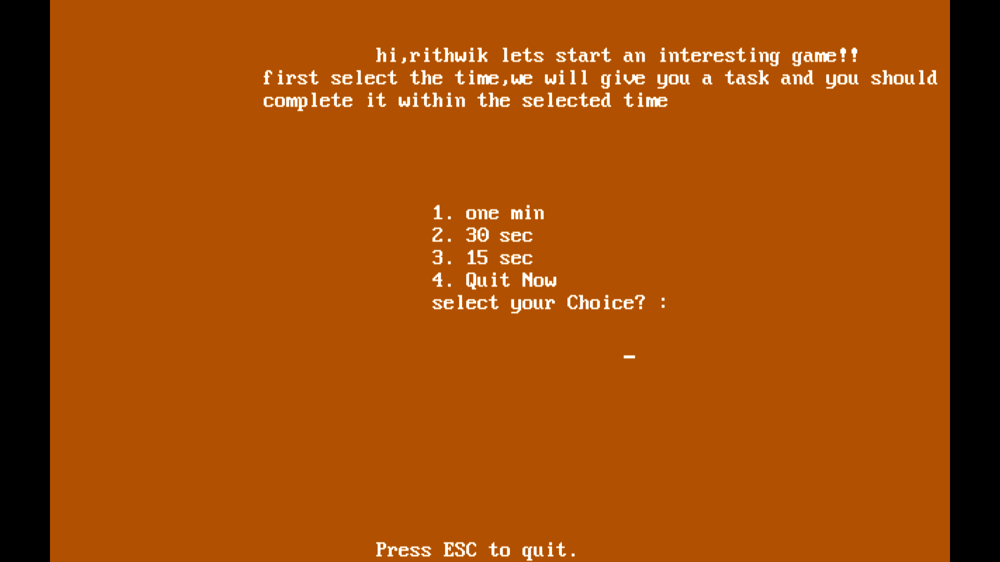 hi,rithwik lets start an interesting game!!
first select the time,we will give you a task and you should
complete it within the selected time
1. one min
2. 30 sec
3. 15 sec
4. Quit Now
select your Choice? :
Press ESC to quit.